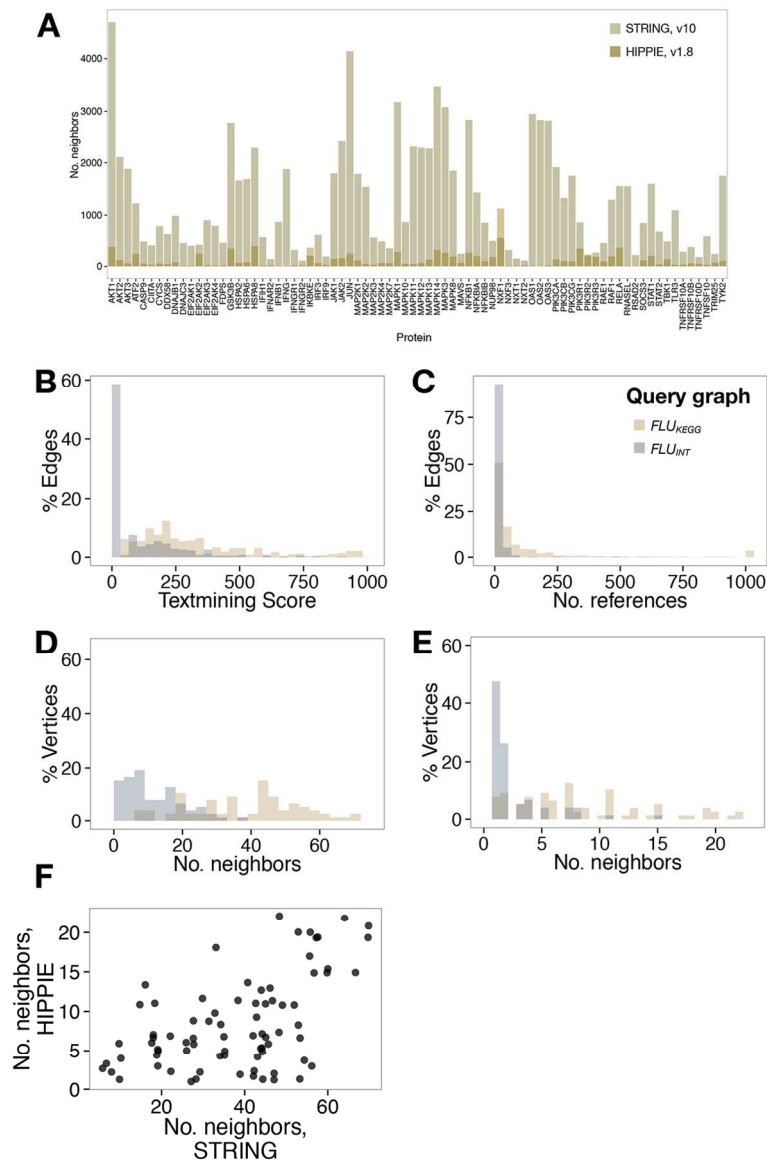 A
STRING, v10
HIPPIE, v1.8
No. neighbors
4000
3000
2000
1000
0
AKT1
AKT2
AKT3
ATF2
CASP9
CIITA
CYCS
DDX58
DNAJB1
DNAJC3
EIF2AK1
EIF2AK2
EIF2AK3
EIF2AK4
FDPS
GSK3B
HSPA2
HSPA6
HSPA8
IFIH1
IFNAR2
IFNB1
IFNG
IFNGR1
IFNGR2
IKBKE
IRF3
IRF9
JAK1
JAK2
JUN
MAP2K1
MAP2K2
MAP2K3
MAP2K4
MAP2K7
MAPK1
MAPK10
MAPK11
MAPK12
MAPK13
MAPK14
MAPK3
MAPK8
MAVS
NFKB1
NFKBIA
NFKBIB
NUP98
NXF1
NXF3
NXT1
NXT2
OAS1
OAS2
OAS3
PIK3CA
PIK3CB
PIK3CG
PIK3R1
PIK3R2
PIK3R3
RAE1
RAF1
RELA
RNASEL
RSAD2
SOCS3
STAT1
STAT2
TBK1
TLR3
TNFRSF10A
TNFRSF10B
TNFRSF10D
TNFSF10
TRIM25
TYK2
Protein
B
60
40
20
0
% Edges
0 250 500 750 1000
Textmining Score
C
Query graph
FLU KEGG
FLU INT
75
50
25
0
% Edges
0 250 500 750 1000
No. references
D
60
40
20
0
% Vertices
0 20 40 60
No. neighbors
E
60
40
20
0
% Vertices
0 5 10 15 20
No. neighbors
F
20
15
10
5
0
No. neighbors,
HIPPIE
20 40 60
No. neighbors,
STRING